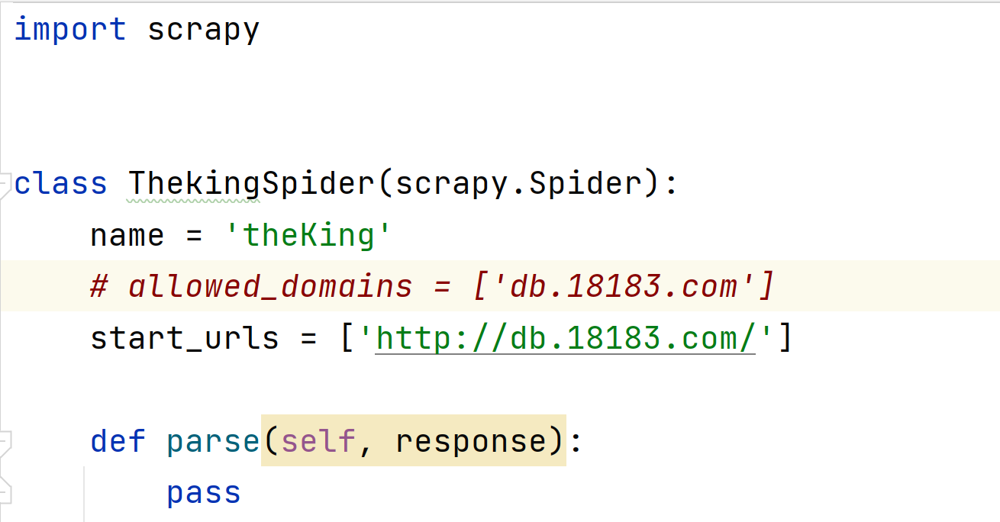 import scrapy
class ThekingSpider(scrapy.Spider):
    name = 'theKing'
    # allowed_domains = ['db.18183.com']
    start_urls = ['http://db.18183.com/']
    def parse(self, response):
        pass